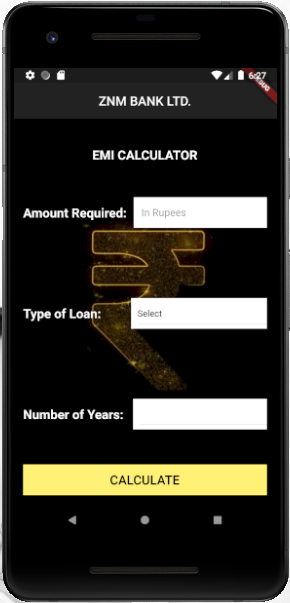 6:27
DEBUG
ZNM BANK LTD.
EMI CALCULATOR
Amount Required: In Rupees
Type of Loan: Select
Number of Years:
CALCULATE